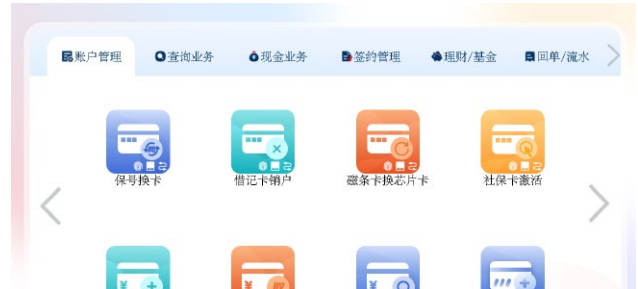 账户管理 查询业务 现金业务 签约管理 理财/基金 回单/流水
保号换卡 借记卡销户 磁条卡换芯片卡 社保卡激活